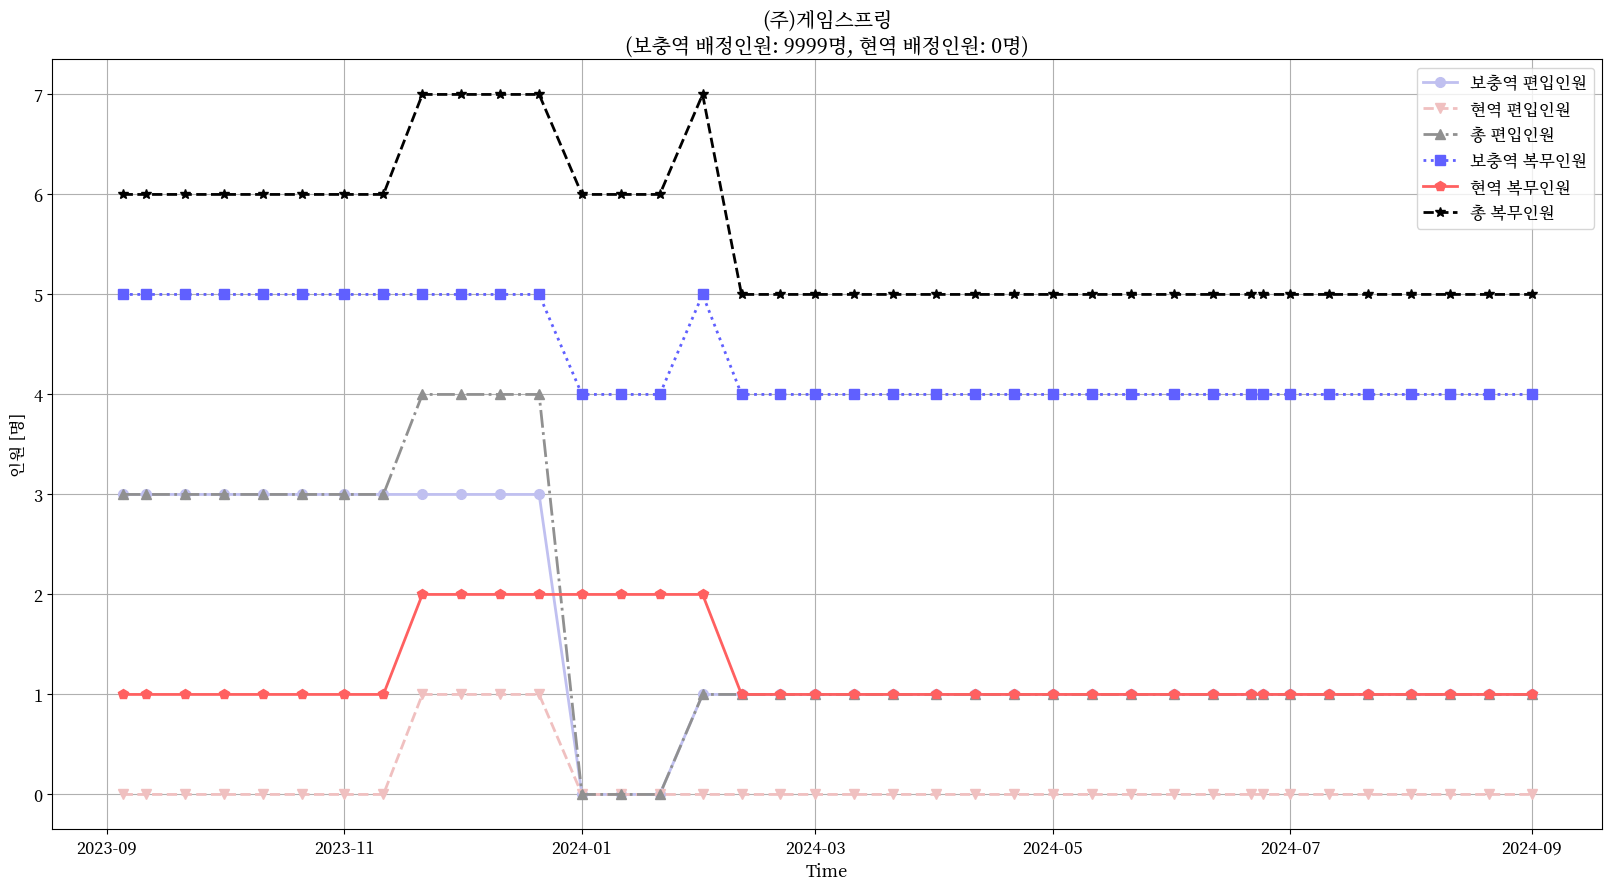 (주)게임스프링
(보충역 배정인원: 9999명, 현역 배정인원: 0명)
보충역 편입인원
현역 편입인원
총 편입인원
보충역 복무인원
현역 복무인원
총 복무인원
인원 [명]
7
6
5
4
3
2
1
0
2023-09
2023-11
2024-01
2024-03
2024-05
2024-07
2024-09
Time